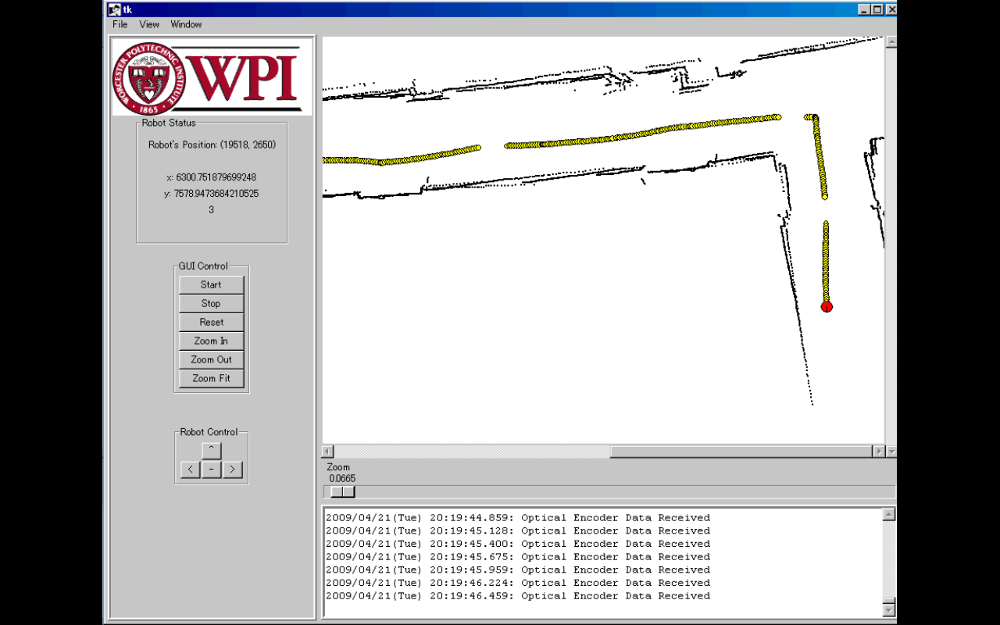 tk
File View Window
WORCESTER POLYTECHNIC INSTITUTE
1865
WPI
Robot Status
Robot's Position: (19518, 2650)
x: 6300.751879699248
y: 7578.9473684210525
3
GUI Control
Start
Stop
Reset
Zoom In
Zoom Out
Zoom Fit
Robot Control
^
< - >
Zoom
0.0665
2009/04/21(Tue) 20:19:44.859: Optical Encoder Data Received
2009/04/21(Tue) 20:19:45.128: Optical Encoder Data Received
2009/04/21(Tue) 20:19:45.400: Optical Encoder Data Received
2009/04/21(Tue) 20:19:45.675: Optical Encoder Data Received
2009/04/21(Tue) 20:19:45.959: Optical Encoder Data Received
2009/04/21(Tue) 20:19:46.224: Optical Encoder Data Received
2009/04/21(Tue) 20:19:46.459: Optical Encoder Data Received